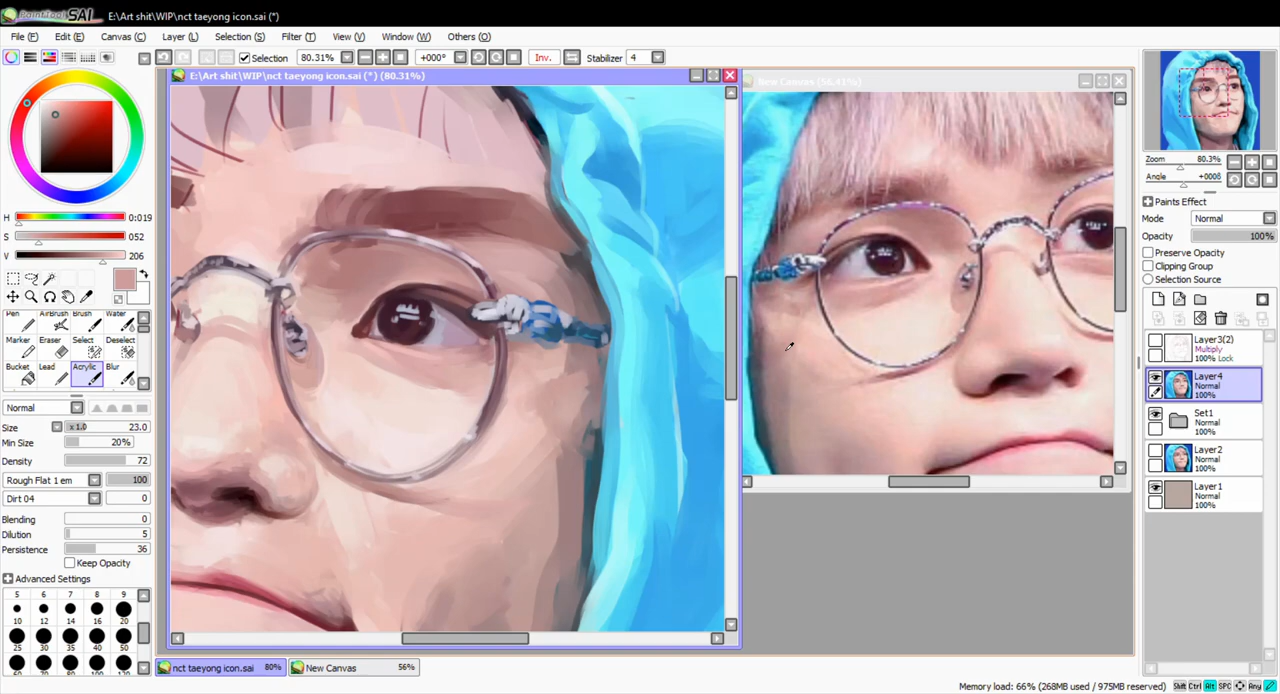 PaintTool SAI E:\Art shit\WIP\nct taeyong icon.sai (*)
File (F) Edit (E) Canvas (C) Layer (L) Selection (S) Filter (T) View (V) Window (W) Others (O)
Selection 80.31% +000° Inv. Stabilizer 4
E:\Art shit\WIP\nct taeyong icon.sai (*) (80.31%)
New Canvas (56.41%)
H 0:019
S 052
V 206
Pen AirBrush Brush Water
Marker Eraser Select Deselect
Bucket Lead Acrylic Blur
Normal
Size x 1.0 23.0
Min Size 20%
Density 72
Rough Flat 1 em 100
Dirt 04 0
Blending 0
Dilution 5
Persistence 36
Keep Opacity
Advanced Settings
5 6 7 8 9
10 12 14 16 20
25 30 35 40 50
Zoom 80.3%
Angle +000ß
Paints Effect
Mode Normal
Opacity 100%
Preserve Opacity
Clipping Group
Selection Source
Layer3(2)
Multiply
100% Lock
Layer4
Normal
100%
Set1
Normal
100%
Layer2
Normal
100%
Layer1
Normal
100%
nct taeyong icon.sai 80%
New Canvas 56%
Memory load: 66% (268MB used / 975MB reserved) Shift Ctrl Alt SPC Any